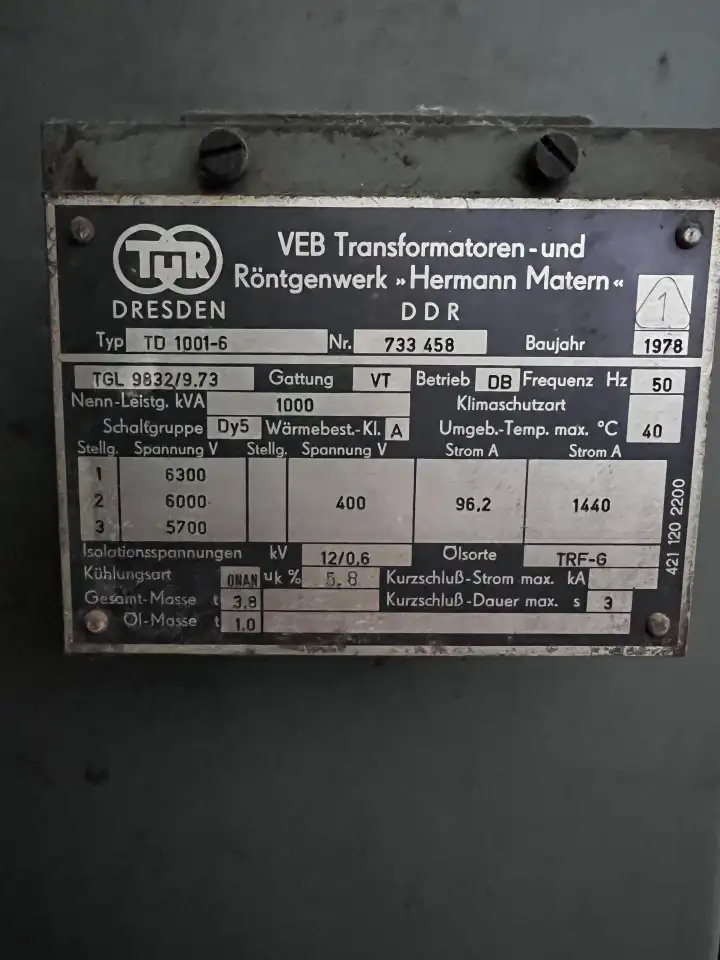 TUR
DRESDEN
VEB Transformatoren-und
Röntgenwerk »Hermann Matern«
DDR
1
Typ TD 1001-6 Nr. 733 458 Baujahr 1978
TGL 9832/9.73 Gattung VT Betrieb DB Frequenz Hz 50
Nenn-Leistg. kVA 1000 Klimaschutzart
Schaltgruppe Dy5 Wärmebest.-Kl. A Umgeb.-Temp. max. °C 40
Stellg. Spannung V Stellg. Spannung V Strom A Strom A
1 6300
2 6000 400 96,2 1440
3 5700
Isolationsspannungen kV 12/0,6 Ölsorte TRF-G
Kühlungsart ONAN uk % 5,8 Kurzschluß-Strom max. kA
Gesamt-Masse t 3,8 Kurzschluß-Dauer max. s 3
Öl-Masse t 1,0
421 120 2200